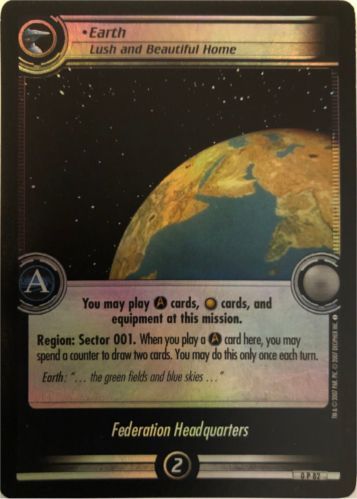 •Earth
Lush and Beautiful Home
A
You may play A cards, cards, and
equipment at this mission.
Region: Sector 001. When you play a A card here, you may
spend a counter to draw two cards. You may do this only once each turn.
Earth: “... the green fields and blue skies ...”
Federation Headquarters
2
0 P 82